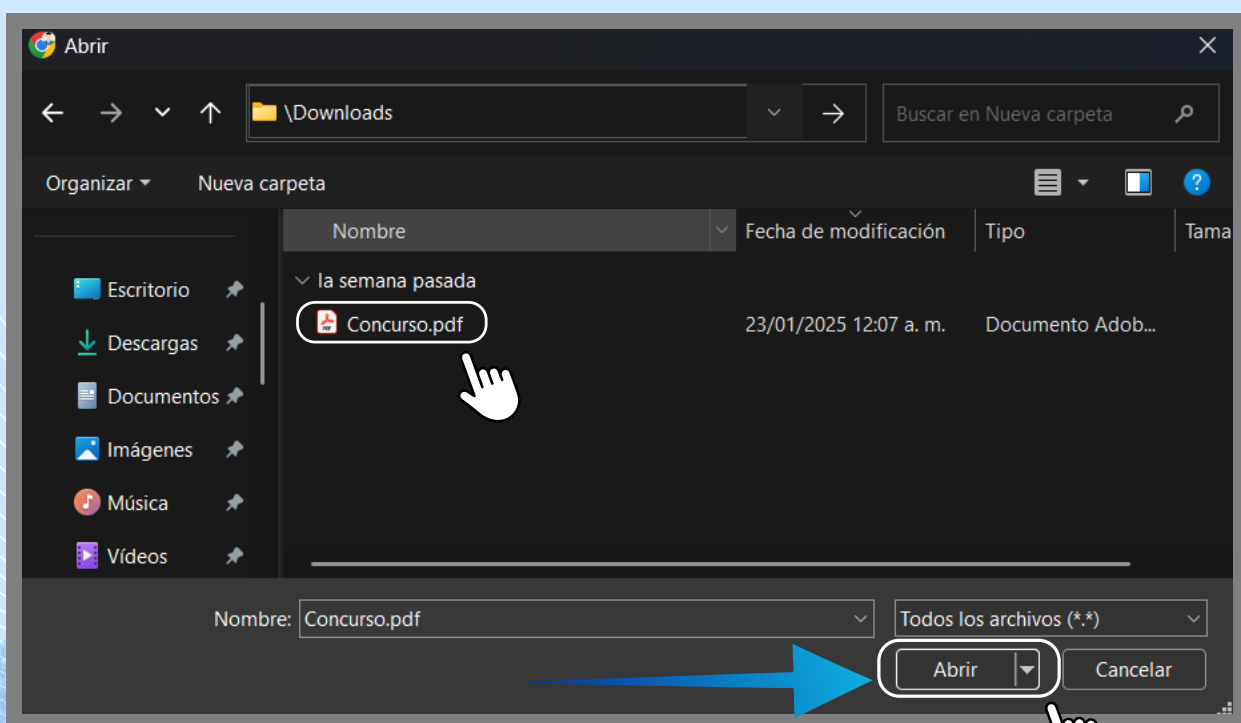 Abrir
\Downloads
Buscar en Nueva carpeta
Organizar
Nueva carpeta
?
Nombre
Fecha de modificación
Tipo
Tama
la semana pasada
Concurso.pdf
23/01/2025 12:07 a. m.
Documento Adob...
Escritorio
Descargas
Documentos
Imágenes
Música
Vídeos
Nombre:
Concurso.pdf
Todos los archivos (*.*)
Abrir
Cancelar